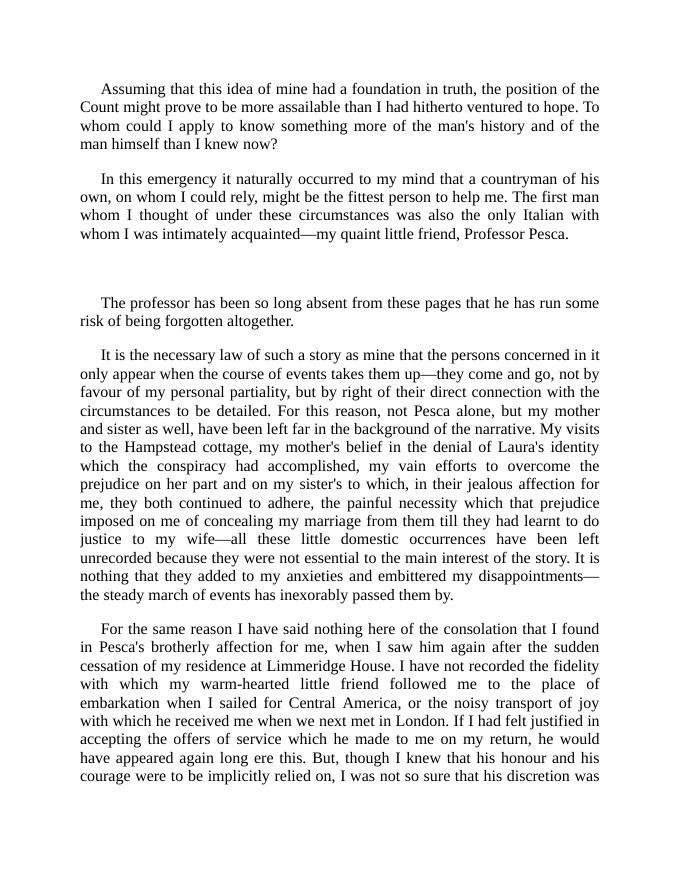 Assuming that this idea of mine had a foundation in truth, the position of the
Count might prove to be more assailable than I had hitherto ventured to hope. To
whom could I apply to know something more of the man's history and of the
man himself than I knew now?
In this emergency it naturally occurred to my mind that a countryman of his
own, on whom I could rely, might be the fittest person to help me. The first man
whom I thought of under these circumstances was also the only Italian with
whom I was intimately acquainted—my quaint little friend, Professor Pesca.
The professor has been so long absent from these pages that he has run some
risk of being forgotten altogether.
It is the necessary law of such a story as mine that the persons concerned in it
only appear when the course of events takes them up—they come and go, not by
favour of my personal partiality, but by right of their direct connection with the
circumstances to be detailed. For this reason, not Pesca alone, but my mother
and sister as well, have been left far in the background of the narrative. My visits
to the Hampstead cottage, my mother's belief in the denial of Laura's identity
which the conspiracy had accomplished, my vain efforts to overcome the
prejudice on her part and on my sister's to which, in their jealous affection for
me, they both continued to adhere, the painful necessity which that prejudice
imposed on me of concealing my marriage from them till they had learnt to do
justice to my wife—all these little domestic occurrences have been left
unrecorded because they were not essential to the main interest of the story. It is
nothing that they added to my anxieties and embittered my disappointments—
the steady march of events has inexorably passed them by.
For the same reason I have said nothing here of the consolation that I found
in Pesca's brotherly affection for me, when I saw him again after the sudden
cessation of my residence at Limmeridge House. I have not recorded the fidelity
with which my warm-hearted little friend followed me to the place of
embarkation when I sailed for Central America, or the noisy transport of joy
with which he received me when we next met in London. If I had felt justified in
accepting the offers of service which he made to me on my return, he would
have appeared again long ere this. But, though I knew that his honour and his
courage were to be implicitly relied on, I was not so sure that his discretion was